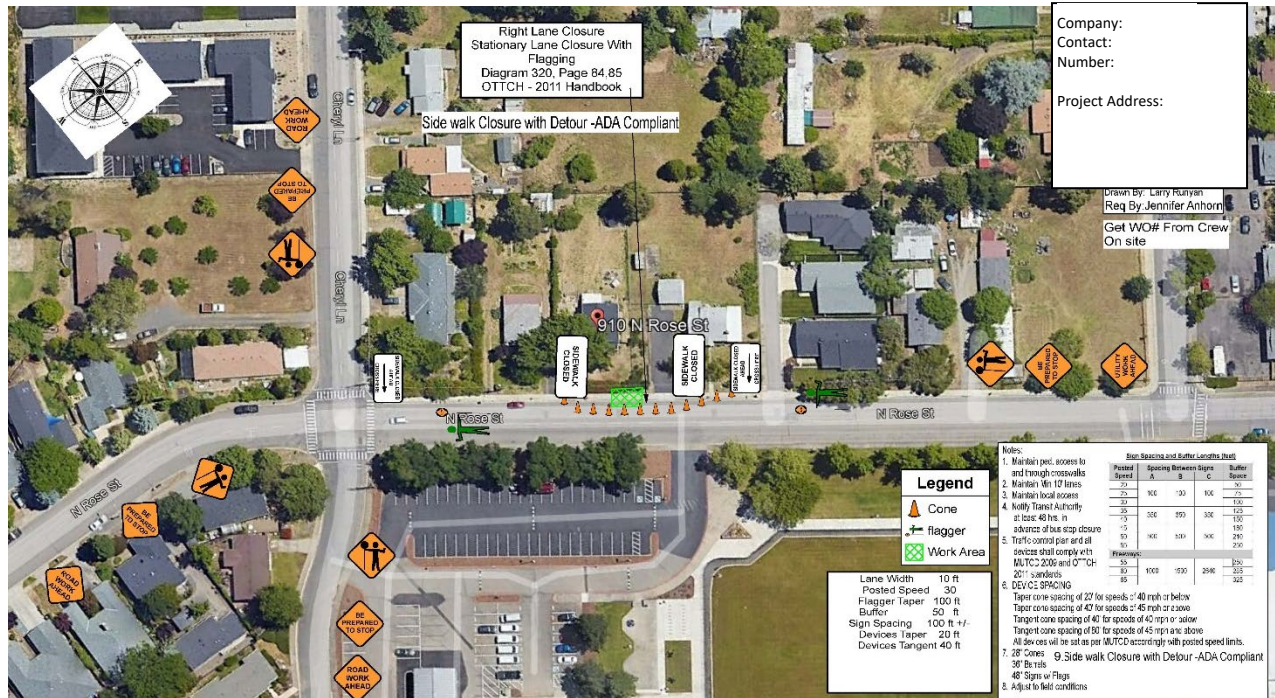 Right Lane Closure
Stationary Lane Closure With
Flagging
Diagram 320, Page 84,85
OTTCH - 2011 Handbook
Side walk Closure with Detour -ADA Compliant
Company:
Contact:
Number:
Project Address:
Drawn By: Larry Runyan
Req By:Jennifer Anhorn
Get WO# From Crew
On site
N
E
S
W
ROAD
WORK
AHEAD
BE
PREPARED
TO STOP
Cheryl Ln
Cheryl Ln
910 N Rose St
SIDEWALK
CLOSED
SIDEWALK
CLOSED
N Rose St
N Rose St
N Rose St
BE
PREPARED
TO STOP
UTILITY
WORK
AHEAD
BE
PREPARED
TO STOP
ROAD
WORK
AHEAD
BE
PREPARED
TO STOP
ROAD
WORK
AHEAD
Legend
Cone
flagger
Work Area
Lane Width 10 ft
Posted Speed 30
Flagger Taper 100 ft
Buffer 50 ft
Sign Spacing 100 ft +/-
Devices Taper 20 ft
Devices Tangent 40 ft
Notes:
1. Maintain ped. access to
and through crosswalks
2. Maintain Min 10' lanes
3. Maintain local access
4. Notify Transit Authority
at least 48 hrs. in
advance of bus stop closure
5. Traffic control plan and all
devices shall comply with
MUTCD 2009 and OTTCH
2011 standards
6. DEVICE SPACING
Taper cone spacing of 20' for speeds of 40 mph or below
Taper cone spacing of 40' for speeds of 45 mph or above
Tangent cone spacing of 40' for speeds of 40 mph or below
Tangent cone spacing of 80' for speeds of 45 mph and above
All devices will be set as per MUTCD accordingly with posted speed limits.
7. 28" Cones
36" Barrels
48" Signs w/ Flags
8. Adjust to field conditions
9.Side walk Closure with Detour -ADA Compliant
Sign Spacing and Buffer Lengths (feet)
Posted Speed
Spacing Between Signs
Buffer Space
A B C
100 100 100
Freeways: